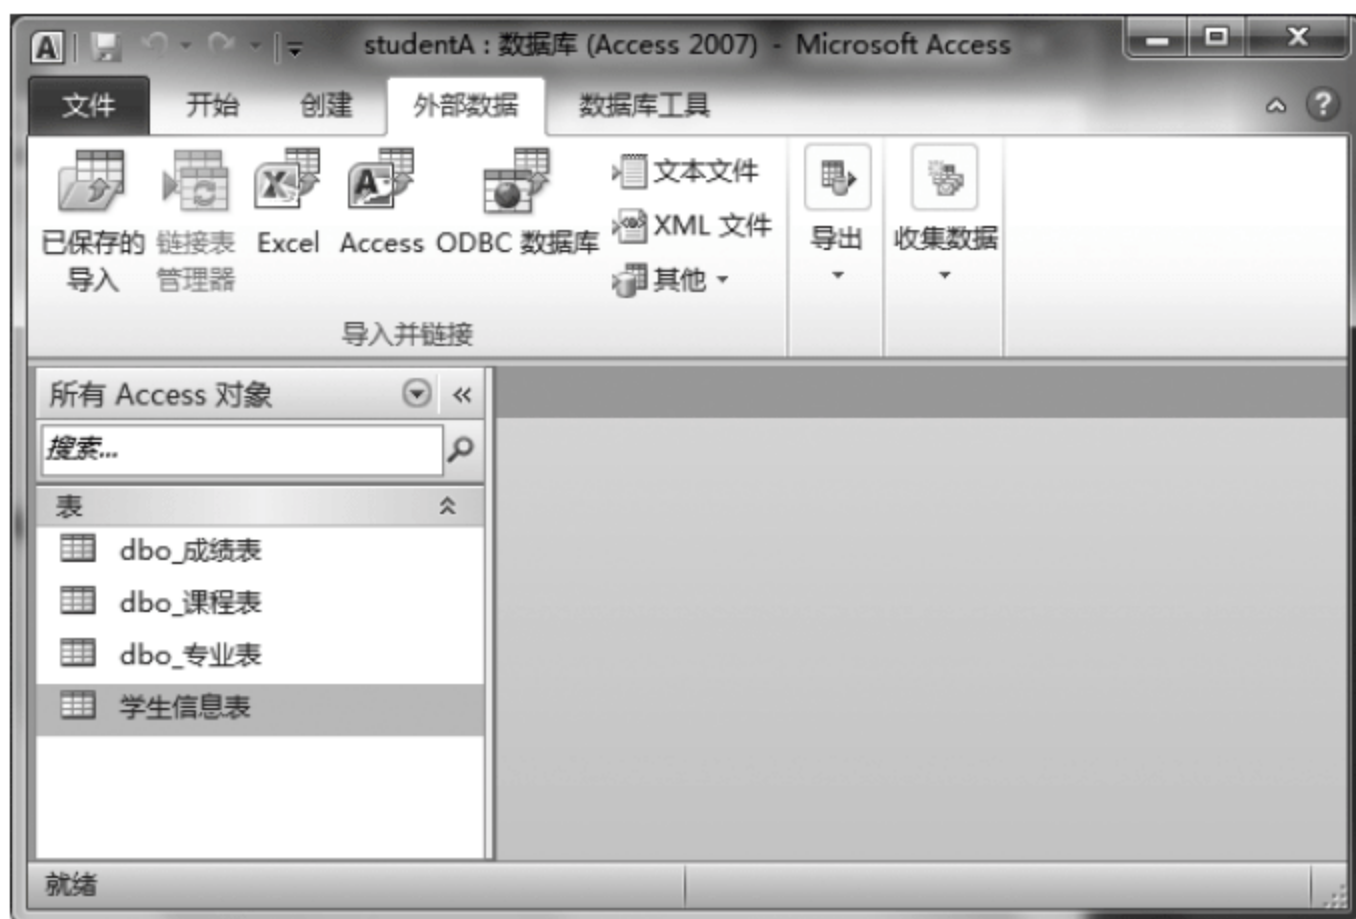 studentA : 数据库 (Access 2007) - Microsoft Access
文件 开始 创建 外部数据 数据库工具
已保存的导入 链接表管理器 Excel Access ODBC 数据库
文本文件
XML 文件
其他
导出 收集数据
导入并链接
所有 Access 对象
搜索...
表
dbo_成绩表
dbo_课程表
dbo_专业表
学生信息表
就绪